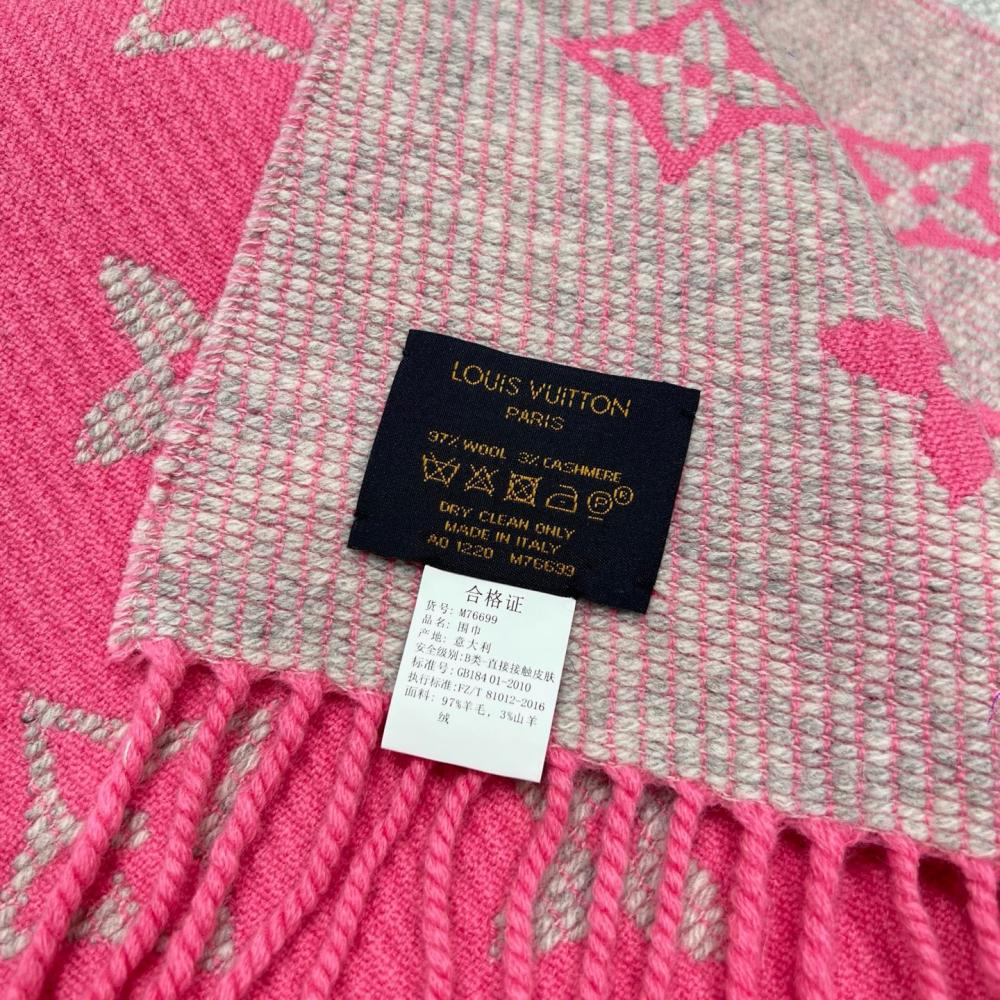 LOUIS VUITTON
PARIS
97% WOOL 3% CASHMERE
P R
DRY CLEAN ONLY
MADE IN ITALY
AO 1220 M76699
合格证
货号: M76699
品名: 围巾
产地: 意大利
安全级别:B类-直接接触皮肤
标准号:GB18401-2010
执行标准:FZ/T 81012-2016
面料: 97%羊毛, 3%山羊
绒